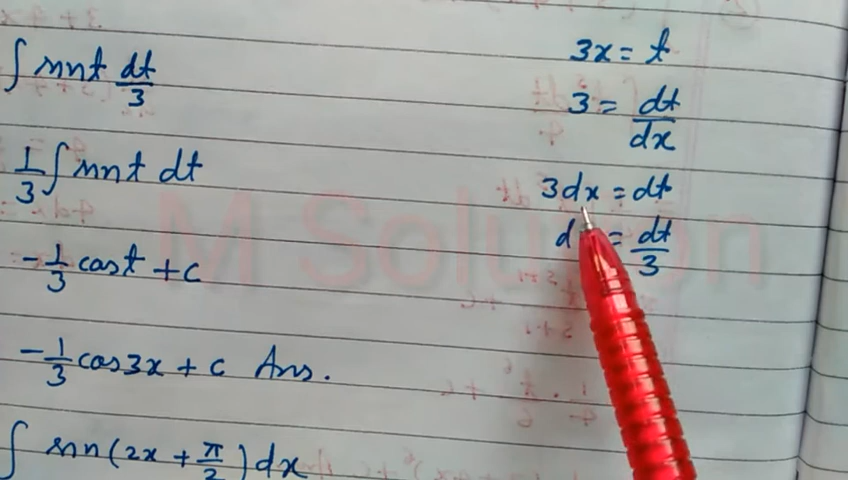 ∫ sin t dt/3
1/3 ∫ sin t dt
-1/3 cos t + c
-1/3 cos 3x + c Ans.
∫ sin(2x + π/2) dx
3x = t
3 = dt/dx
3dx = dt
d = dt/3
M Solution